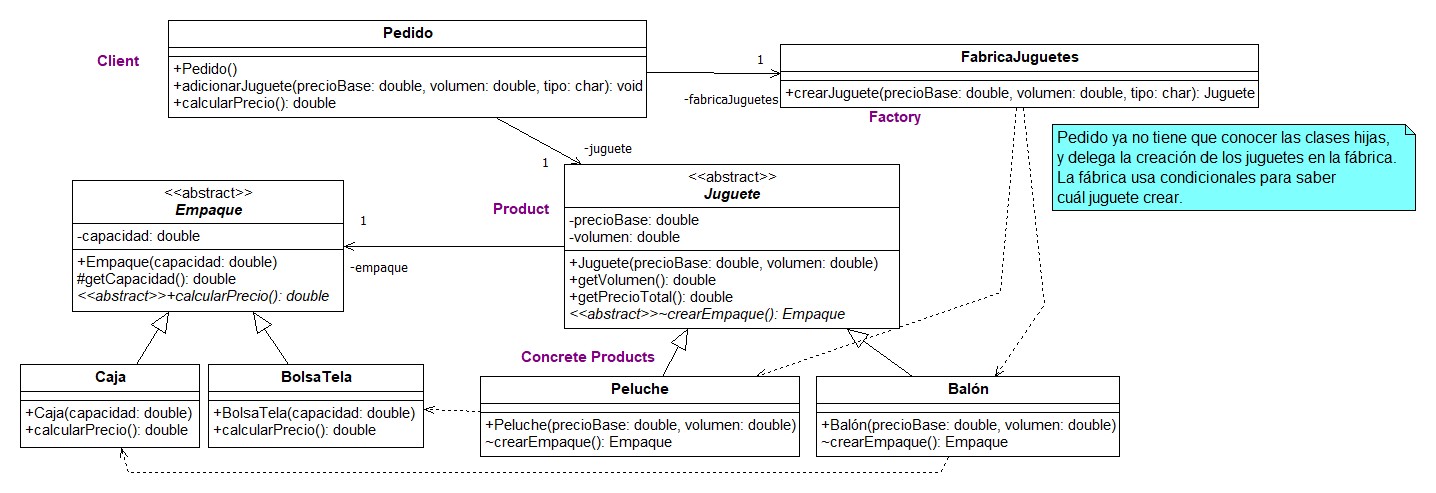 Pedido
Client
+Pedido()
+adicionarJuguete(precioBase: double, volumen: double, tipo: char): void
+calcularPrecio(): double
1
-fabricaJuguetes
FabricaJuguetes
+crearJuguete(precioBase: double, volumen: double, tipo: char): Juguete
Factory
Pedido ya no tiene que conocer las clases hijas,
y delega la creación de los juguetes en la fábrica.
La fábrica usa condicionales para saber
cuál juguete crear.
-juguete
1
<<abstract>>
Empaque
-capacidad: double
+Empaque(capacidad: double)
#getCapacidad(): double
<<abstract>>+calcularPrecio(): double
1
-empaque
Product
<<abstract>>
Juguete
-precioBase: double
-volumen: double
+Juguete(precioBase: double, volumen: double)
+getVolumen(): double
+getPrecioTotal(): double
<<abstract>>~crearEmpaque(): Empaque
Concrete Products
Caja
+Caja(capacidad: double)
+calcularPrecio(): double
BolsaTela
+BolsaTela(capacidad: double)
+calcularPrecio(): double
Peluche
+Peluche(precioBase: double, volumen: double)
~crearEmpaque(): Empaque
Balón
+Balón(precioBase: double, volumen: double)
~crearEmpaque(): Empaque